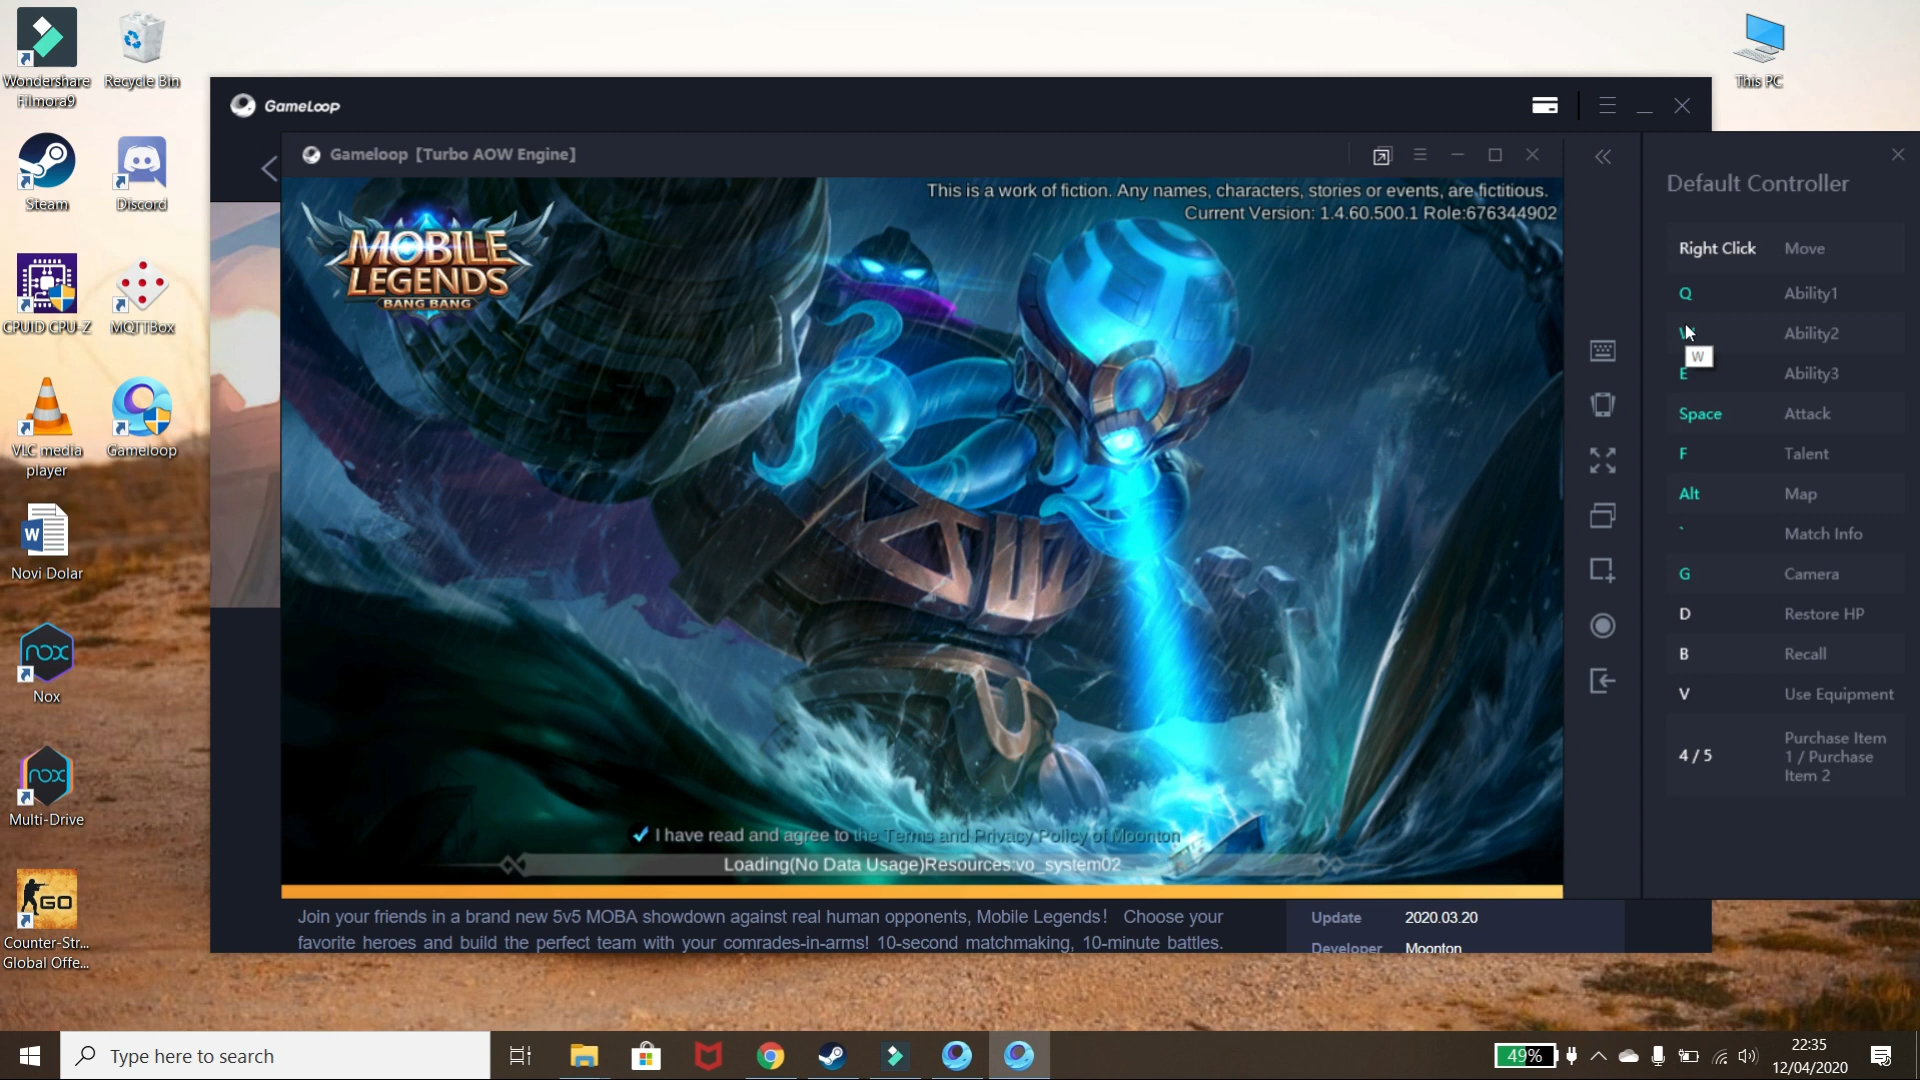 Wondershare
Filmora9
Recycle Bin
This PC
GameLoop
Gameloop [Turbo AOW Engine]
This is a work of fiction. Any names, characters, stories or events, are fictitious.
Current Version: 1.4.60.500.1 Role:676344902
MOBILE
LEGENDS
BANG BANG
Default Controller
Right Click Move
Q Ability1
W Ability2
W
E Ability3
Space Attack
F Talent
Alt Map
` Match Info
G Camera
D Restore HP
B Recall
V Use Equipment
4 / 5 Purchase Item
1 / Purchase
Item 2
Steam
Discord
CPUID CPU-Z
MQTTBox
VLC media
player
Gameloop
W
Novi Dolar
nox
Nox
nox
Multi-Drive
GO
Counter-Str...
Global Offe...
I have read and agree to the Terms and Privacy Policy of Moonton
Loading(No Data Usage)Resources:vo_system02
Join your friends in a brand new 5v5 MOBA showdown against real human opponents, Mobile Legends! Choose your
favorite heroes and build the perfect team with your comrades-in-arms! 10-second matchmaking, 10-minute battles.
Update 2020.03.20
Developer Moonton
Type here to search
49%
22:35
12/04/2020